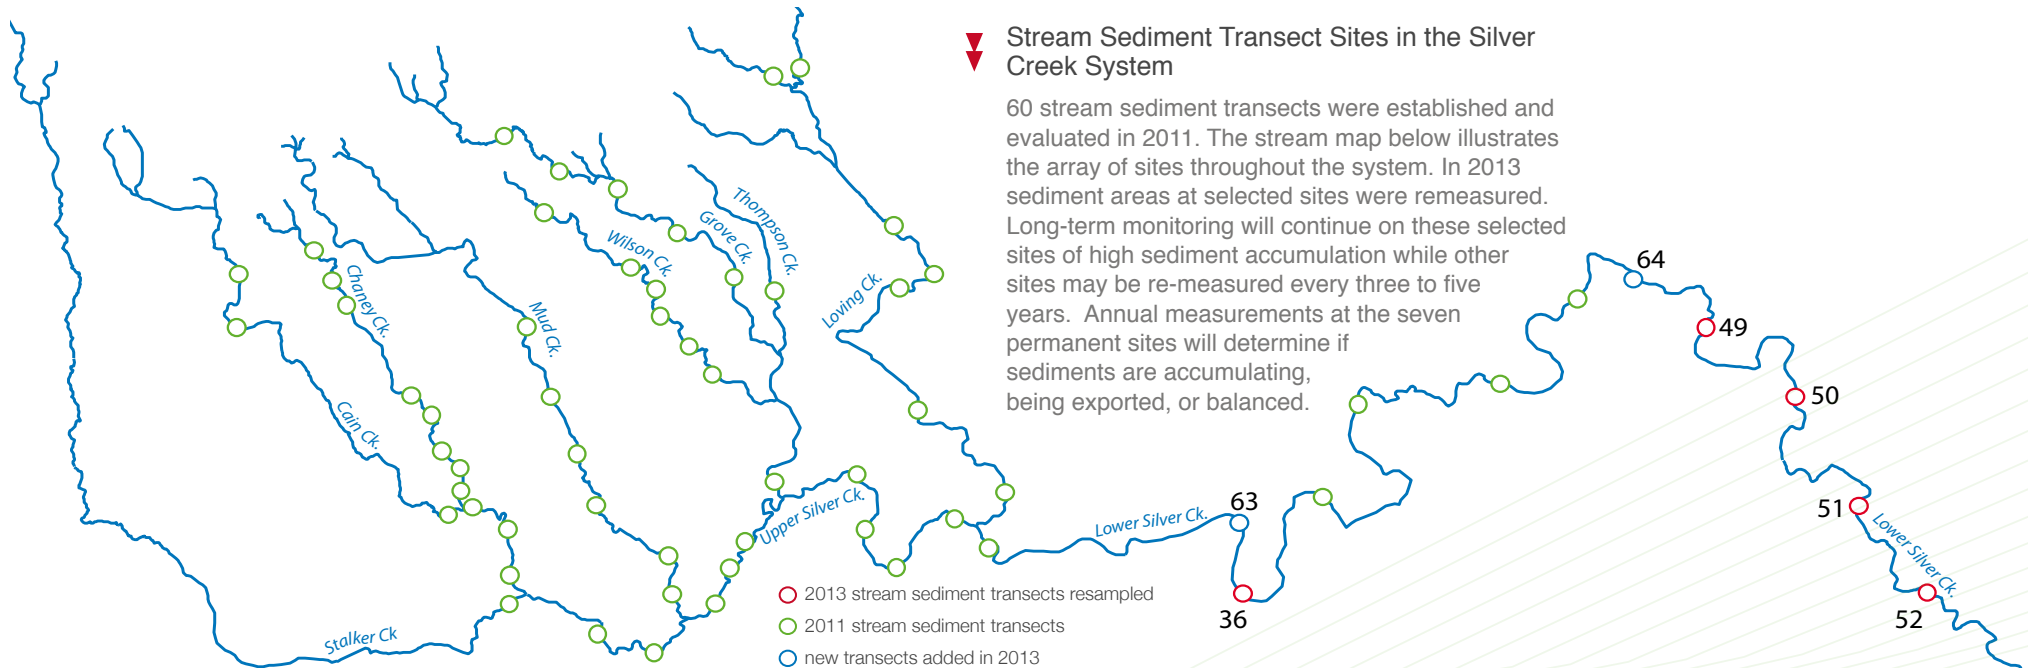 Stream Sediment Transect Sites in the Silver
Creek System
60 stream sediment transects were established and
evaluated in 2011. The stream map below illustrates
the array of sites throughout the system. In 2013
sediment areas at selected sites were remeasured.
Long-term monitoring will continue on these selected
sites of high sediment accumulation while other
sites may be re-measured every three to five
years.  Annual measurements at the seven
permanent sites will determine if
sediments are accumulating,
being exported, or balanced.
Thompson Ck.
Grove Ck.
Wilson Ck.
Loving Ck.
Chaney Ck.
Mud Ck.
Cain Ck.
Upper Silver Ck.
Lower Silver Ck.
Stalker Ck
64
49
50
51
Lower Silver Ck.
52
63
36
2013 stream sediment transects resampled
2011 stream sediment transects
new transects added in 2013